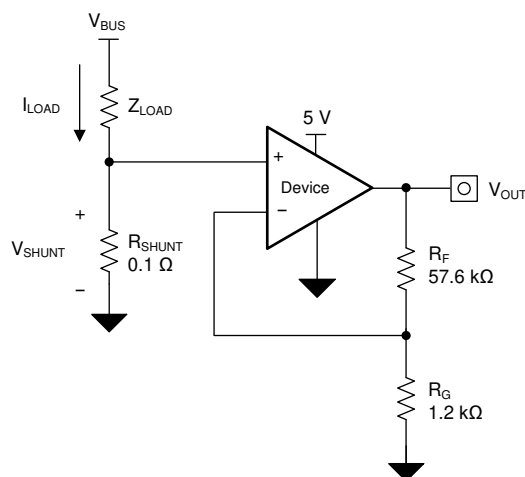 VBUS
ILOAD
ZLOAD
5 V
+
Device
−
VOUT
+
VSHUNT
−
RSHUNT
0.1 Ω
RF
57.6 kΩ
RG
1.2 kΩ